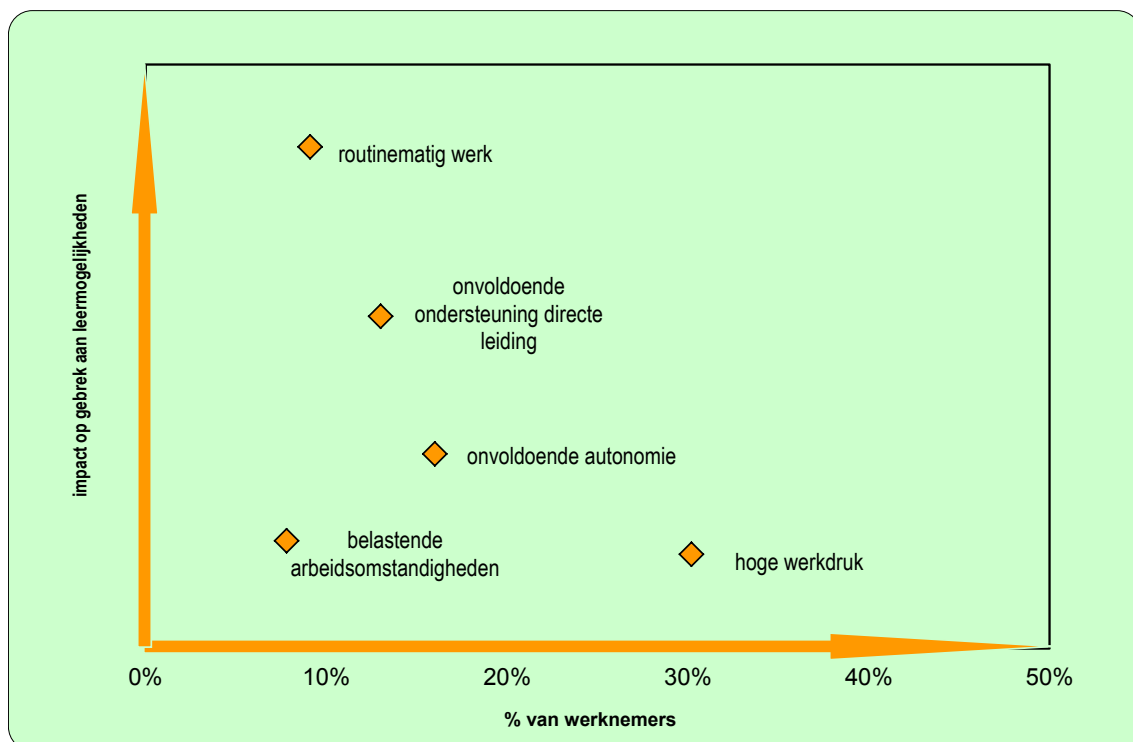 impact op gebrek aan leermogelijkheden
routinematig werk
onvoldoende
ondersteuning directe
leiding
onvoldoende autonomie
belastende
arbeidsomstandigheden
hoge werkdruk
0%
10%
20%
30%
40%
50%
% van werknemers